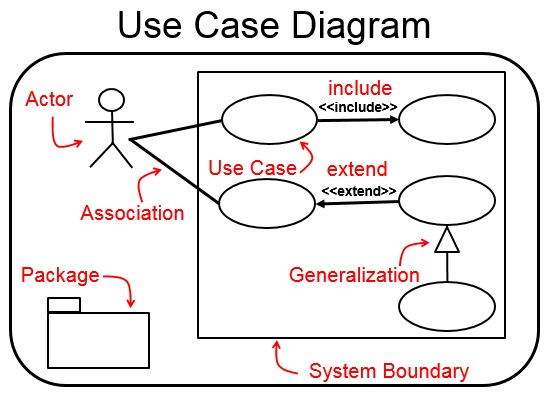 Use Case Diagram
Actor
include
<<include>>
Use Case
extend
<<extend>>
Association
Package
Generalization
System Boundary